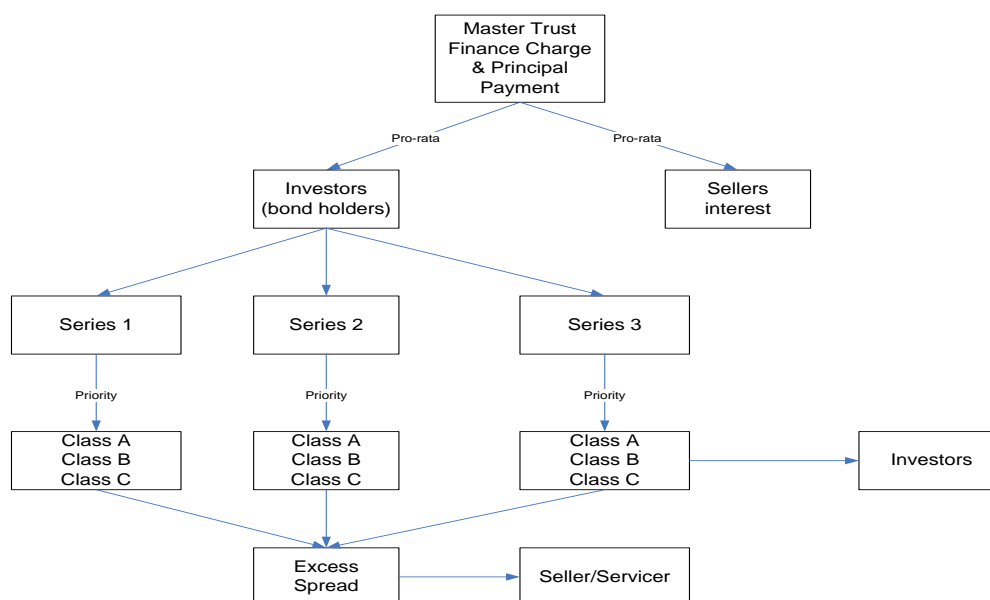 Master Trust
Finance Charge
& Principal
Payment
Pro-rata
Pro-rata
Investors
(bond holders)
Sellers
interest
Series 1
Series 2
Series 3
Priority
Priority
Priority
Class A
Class B
Class C
Class A
Class B
Class C
Class A
Class B
Class C
Investors
Excess
Spread
Seller/Servicer